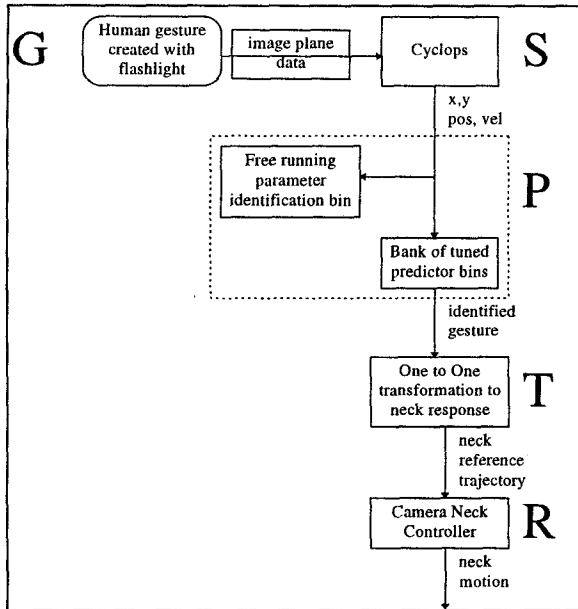 G
Human gesture
created with
flashlight
image plane
data
Cyclops
S
x,y
pos, vel
Free running
parameter
identification bin
P
Bank of tuned
predictor bins
identified
gesture
One to One
transformation to
neck response
T
neck
reference
trajectory
Camera Neck
Controller
R
neck
motion